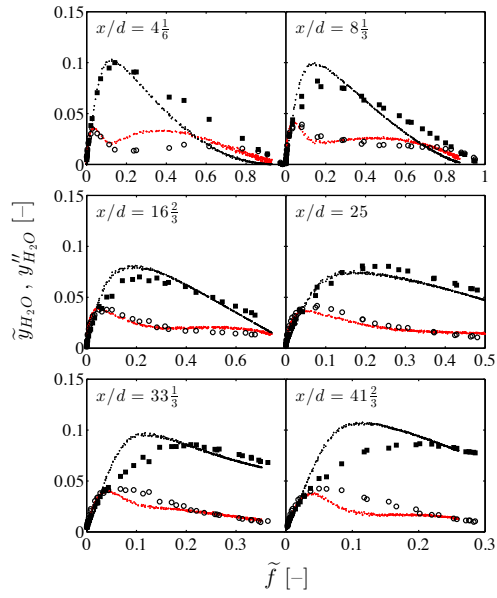 x/d = 4 1/6
x/d = 8 1/3
0.15
0.1
0.05
0
0 0.2 0.4 0.6 0.8 0 0.2 0.4 0.6 0.8 1
x/d = 16 2/3
x/d = 25
0.15
0.1
0.05
0
0 0.2 0.4 0.6 0 0.1 0.2 0.3 0.4 0.5
x/d = 33 1/3
x/d = 41 2/3
0.15
0.1
0.05
0
0 0.1 0.2 0.3 0 0.1 0.2 0.3
ỹ_{H_2O} , y''_{H_2O} [–]
f̃ [–]